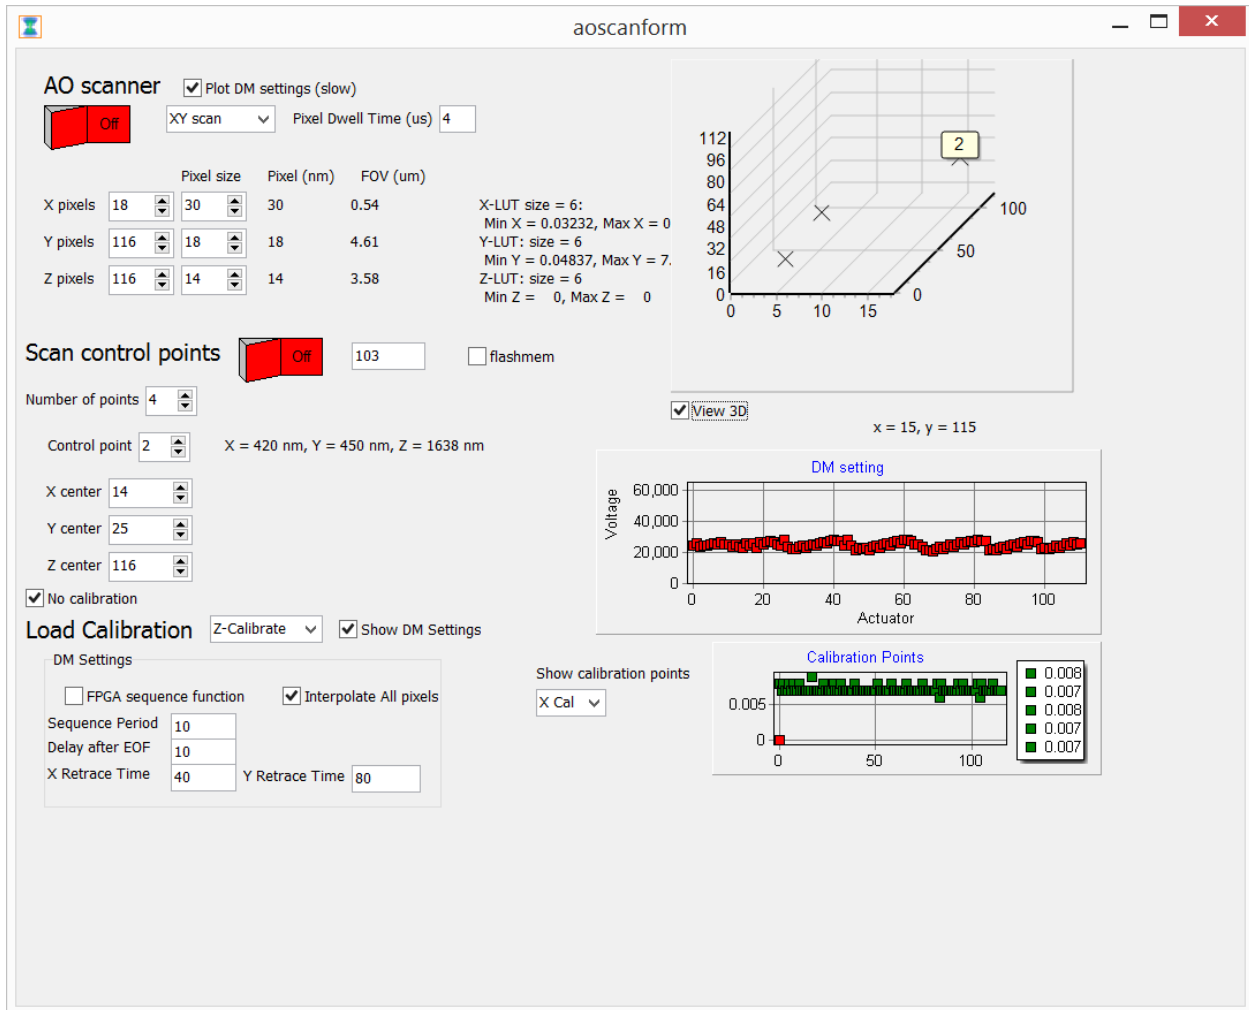 aoscanform
AO scanner
Plot DM settings (slow)
Off
XY scan
Pixel Dwell Time (us) 4
Pixel size Pixel (nm) FOV (um)
X pixels 18 30 30 0.54
Y pixels 116 18 18 4.61
Z pixels 116 14 14 3.58
X-LUT size = 6:
Min X = 0.03232, Max X = 0
Y-LUT: size = 6
Min Y = 0.04837, Max Y = 7.
Z-LUT: size = 6
Min Z = 0, Max Z = 0
112
96
80
64
48
32
16
0
0 5 10 15
0
50
100
2
View 3D
x = 15, y = 115
Scan control points
Off
103
flashmem
Number of points 4
Control point 2 X = 420 nm, Y = 450 nm, Z = 1638 nm
X center 14
Y center 25
Z center 116
No calibration
Load Calibration Z-Calibrate Show DM Settings
DM Settings
FPGA sequence function Interpolate All pixels
Sequence Period 10
Delay after EOF 10
X Retrace Time 40 Y Retrace Time 80
DM setting
Voltage
60,000
40,000
20,000
0
0 20 40 60 80 100
Actuator
Show calibration points
X Cal
Calibration Points
0.005
0
0 50 100
0.008
0.007
0.008
0.007
0.007